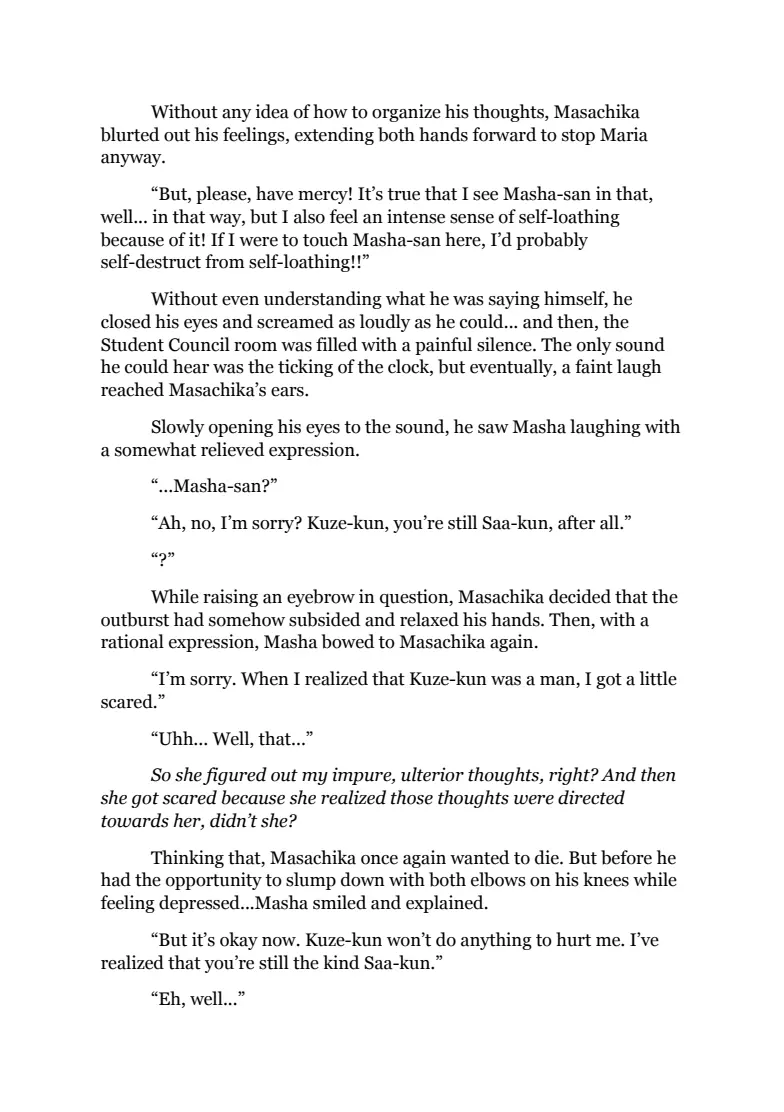 Without any idea of how to organize his thoughts, Masachika
blurted out his feelings, extending both hands forward to stop Maria
anyway.
“But, please, have mercy! It’s true that I see Masha-san in that,
well... in that way, but I also feel an intense sense of self-loathing
because of it! If I were to touch Masha-san here, I’d probably
self-destruct from self-loathing!!”
Without even understanding what he was saying himself, he
closed his eyes and screamed as loudly as he could... and then, the
Student Council room was filled with a painful silence. The only sound
he could hear was the ticking of the clock, but eventually, a faint laugh
reached Masachika’s ears.
Slowly opening his eyes to the sound, he saw Masha laughing with
a somewhat relieved expression.
“...Masha-san?”
“Ah, no, I’m sorry? Kuze-kun, you’re still Saa-kun, after all.”
“?”
While raising an eyebrow in question, Masachika decided that the
outburst had somehow subsided and relaxed his hands. Then, with a
rational expression, Masha bowed to Masachika again.
“I’m sorry. When I realized that Kuze-kun was a man, I got a little
scared.”
“Uhh... Well, that...”
So she figured out my impure, ulterior thoughts, right? And then
she got scared because she realized those thoughts were directed
towards her, didn’t she?
Thinking that, Masachika once again wanted to die. But before he
had the opportunity to slump down with both elbows on his knees while
feeling depressed...Masha smiled and explained.
“But it’s okay now. Kuze-kun won’t do anything to hurt me. I’ve
realized that you’re still the kind Saa-kun.”
“Eh, well...”